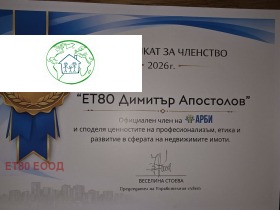 КАТ ЗА ЧЛЕНСТВО
2026г.
"ЕТ80 Димитър Апостолов"
Официален член на АРБИ
и споделя ценностите на професионализъм, етика и
развитие в сферата на недвижимите имоти.
ЕТ80 ЕООД
ВЕСЕЛИНА СТОЕВА
Председател на Управителния съвет